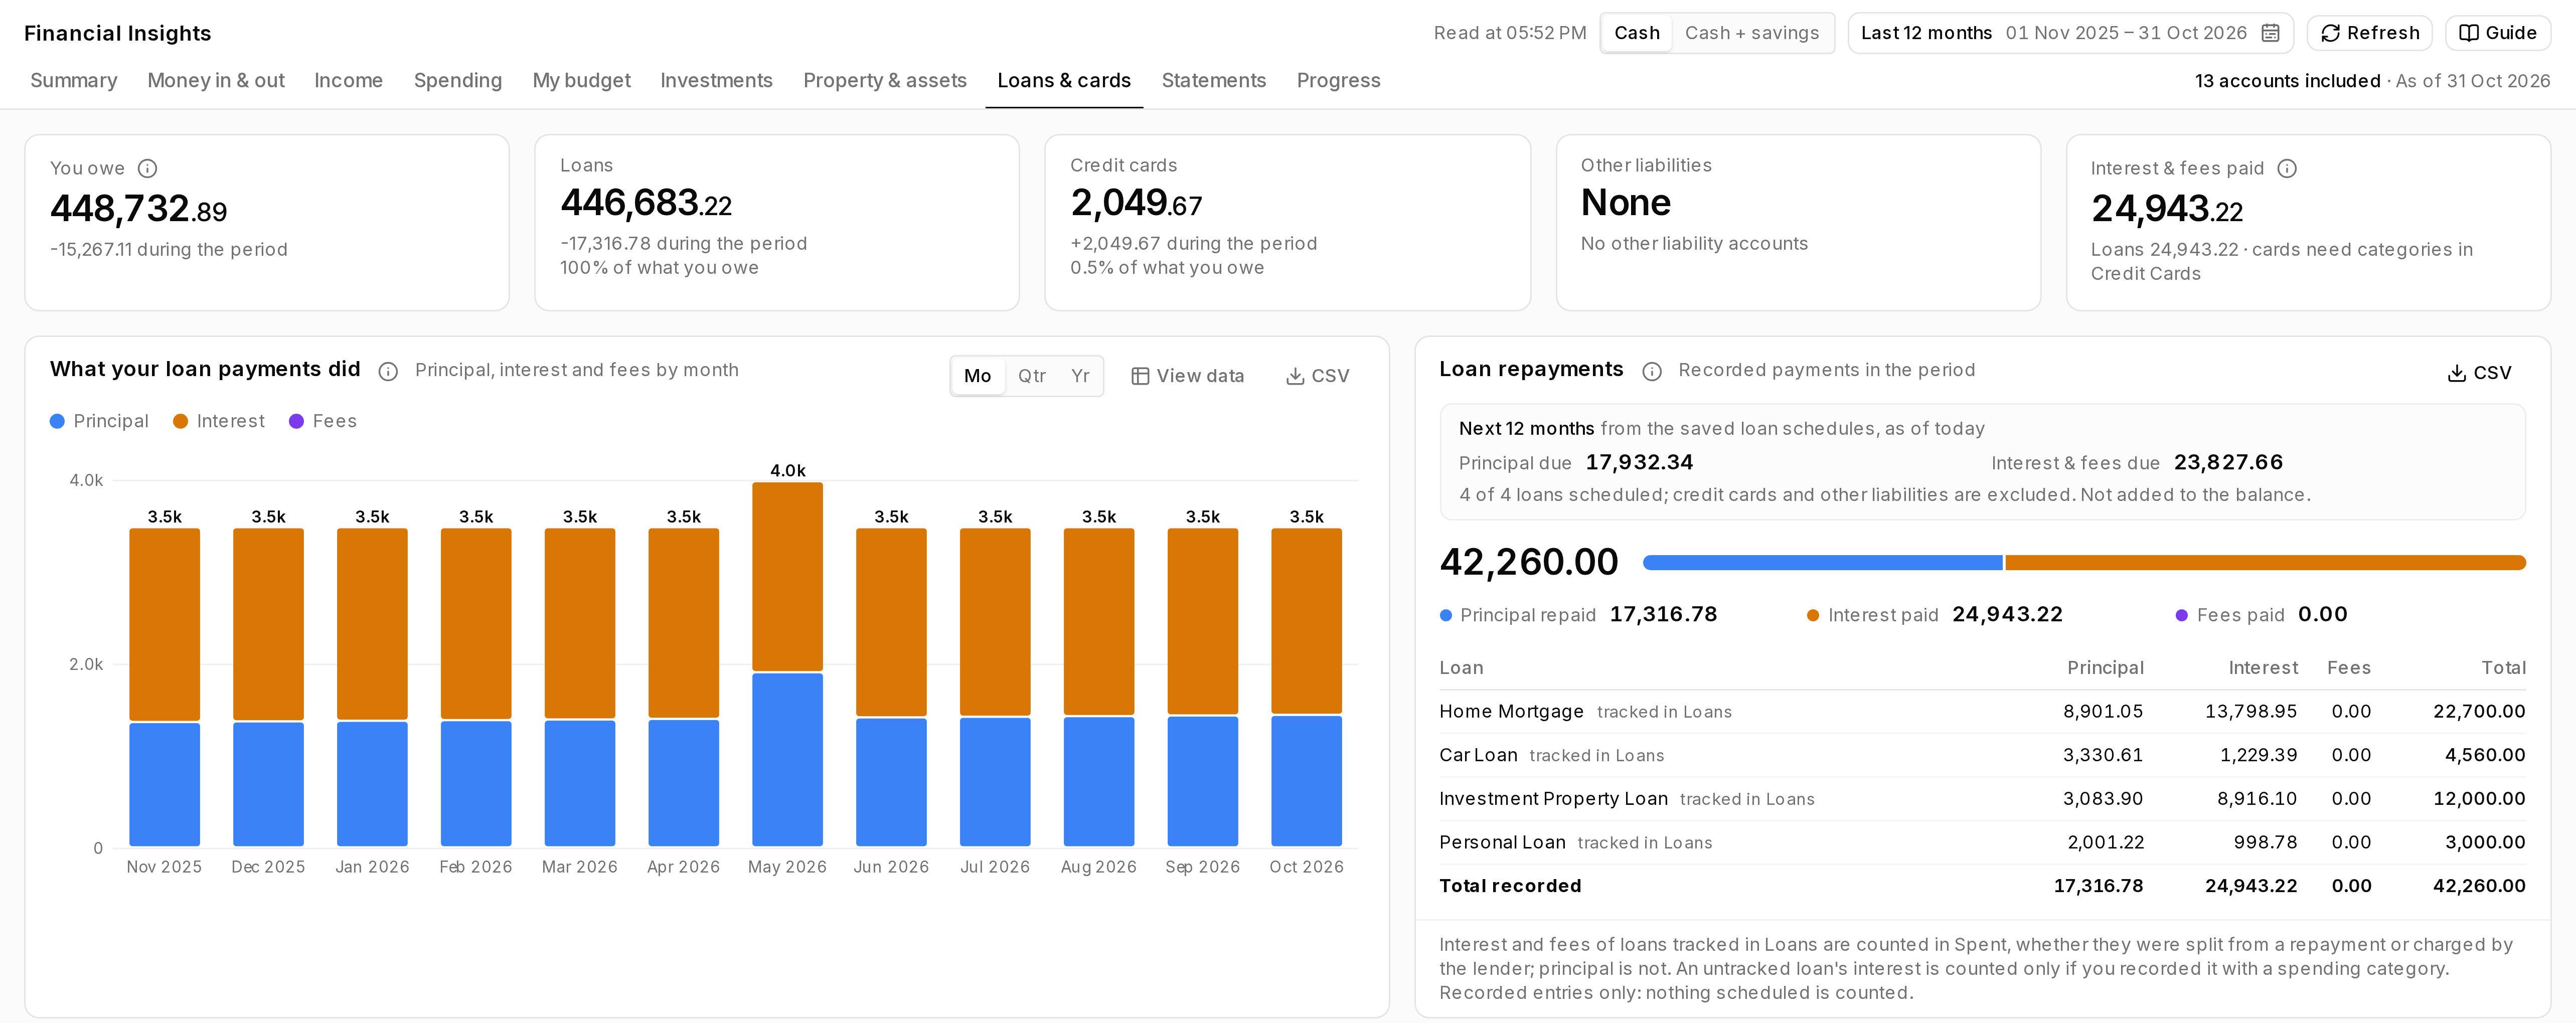 Financial Insights
Read at 05:52 PM
Cash
Cash + savings
Last 12 months 01 Nov 2025 – 31 Oct 2026
Refresh
Guide
Summary
Money in & out
Income
Spending
My budget
Investments
Property & assets
Loans & cards
Statements
Progress
13 accounts included · As of 31 Oct 2026
You owe
448,732.89
-15,267.11 during the period
Loans
446,683.22
-17,316.78 during the period
100% of what you owe
Credit cards
2,049.67
+2,049.67 during the period
0.5% of what you owe
Other liabilities
None
No other liability accounts
Interest & fees paid
24,943.22
Loans 24,943.22 · cards need categories in
Credit Cards
What your loan payments did
Principal, interest and fees by month
Mo
Qtr
Yr
View data
CSV
Principal
Interest
Fees
4.0k
2.0k
0
3.5k 3.5k 3.5k 3.5k 3.5k 3.5k 4.0k 3.5k 3.5k 3.5k 3.5k 3.5k
Nov 2025 Dec 2025 Jan 2026 Feb 2026 Mar 2026 Apr 2026 May 2026 Jun 2026 Jul 2026 Aug 2026 Sep 2026 Oct 2026
Loan repayments
Recorded payments in the period
CSV
Next 12 months from the saved loan schedules, as of today
Principal due 17,932.34
Interest & fees due 23,827.66
4 of 4 loans scheduled; credit cards and other liabilities are excluded. Not added to the balance.
42,260.00
Principal repaid 17,316.78
Interest paid 24,943.22
Fees paid 0.00
Loan Principal Interest Fees Total
Home Mortgage tracked in Loans 8,901.05 13,798.95 0.00 22,700.00
Car Loan tracked in Loans 3,330.61 1,229.39 0.00 4,560.00
Investment Property Loan tracked in Loans 3,083.90 8,916.10 0.00 12,000.00
Personal Loan tracked in Loans 2,001.22 998.78 0.00 3,000.00
Total recorded 17,316.78 24,943.22 0.00 42,260.00
Interest and fees of loans tracked in Loans are counted in Spent, whether they were split from a repayment or charged by
the lender; principal is not. An untracked loan's interest is counted only if you recorded it with a spending category.
Recorded entries only: nothing scheduled is counted.